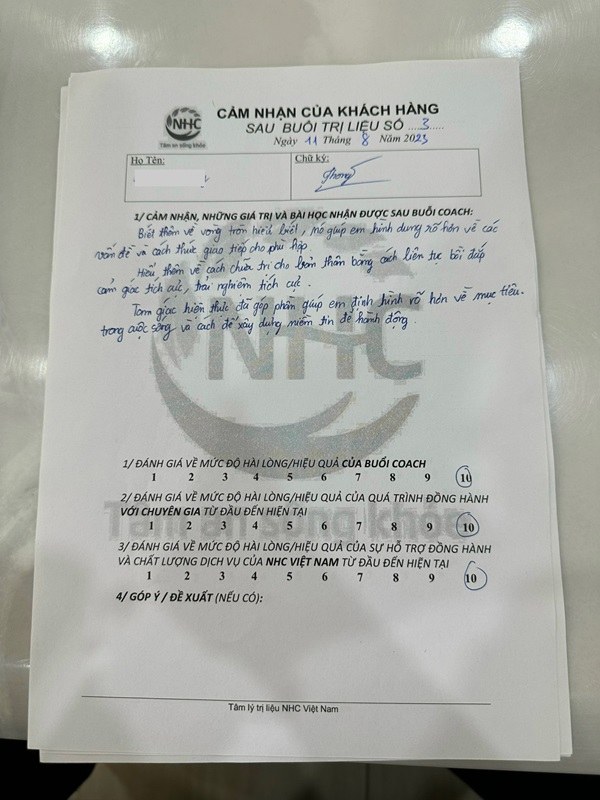 NHC
Tâm an sống khỏe
CẢM NHẬN CỦA KHÁCH HÀNG
SAU BUỔI TRỊ LIỆU SỐ ....3.....
Ngày 11 Tháng 8 Năm 2023
Họ Tên:
Chữ ký:
1/ CẢM NHẬN, NHỮNG GIÁ TRỊ VÀ BÀI HỌC NHẬN ĐƯỢC SAU BUỔI COACH:
Biết thêm về vòng tròn hiểu biết, nó giúp em hình dung rõ hơn về các
vấn đề và cách thức giao tiếp cho phù hợp.
Hiểu thêm về cách chữa trị cho bản thân bằng cách liên tục bồi đắp
cảm giác tích cực, trải nghiệm tích cực.
Tam giác hiện thực đã góp phần giúp em định hình rõ hơn về mục tiêu
trong cuộc sống và cách để xây dựng niềm tin để hành động.
NHC
Tâm an sống khỏe
1/ ĐÁNH GIÁ VỀ MỨC ĐỘ HÀI LÒNG/HIỆU QUẢ CỦA BUỔI COACH
1 2 3 4 5 6 7 8 9 10
2/ ĐÁNH GIÁ VỀ MỨC ĐỘ HÀI LÒNG/HIỆU QUẢ CỦA QUÁ TRÌNH ĐỒNG HÀNH
VỚI CHUYÊN GIA TỪ ĐẦU ĐẾN HIỆN TẠI
1 2 3 4 5 6 7 8 9 10
3/ ĐÁNH GIÁ VỀ MỨC ĐỘ HÀI LÒNG/HIỆU QUẢ CỦA SỰ HỖ TRỢ ĐỒNG HÀNH
VÀ CHẤT LƯỢNG DỊCH VỤ CỦA NHC VIỆT NAM TỪ ĐẦU ĐẾN HIỆN TẠI
1 2 3 4 5 6 7 8 9 10
4/ GÓP Ý / ĐỀ XUẤT (NẾU CÓ):
Tâm lý trị liệu NHC Việt Nam